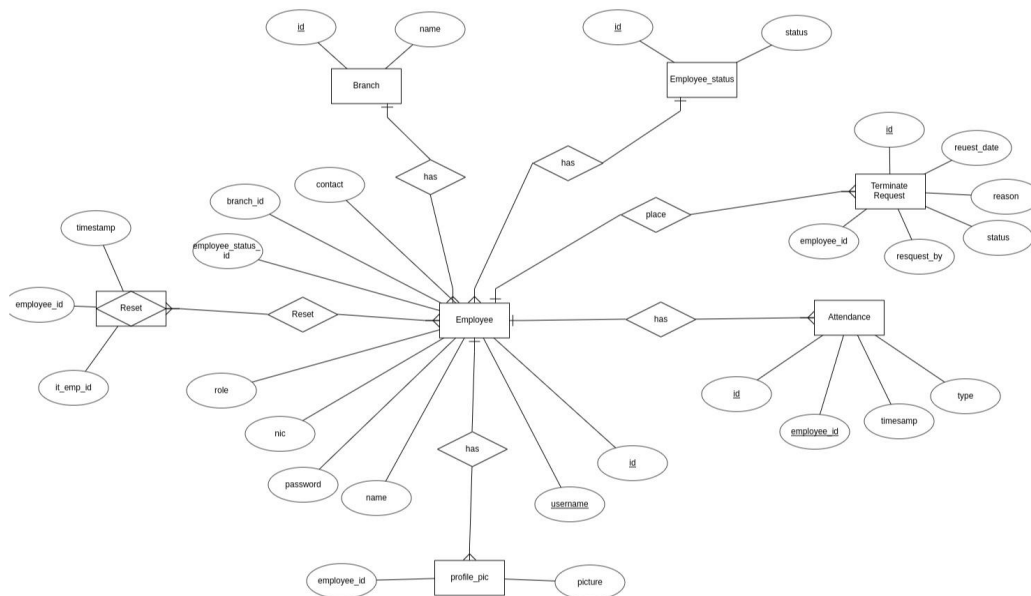 id
name
id
status
Branch
Employee_status
id
reuest_date
has
has
contact
Terminate
Request
reason
branch_id
place
timestamp
employee_status_
id
employee_id
status
resquest_by
employee_id
Reset
Reset
Employee
has
Attendance
it_emp_id
role
id
type
timesamp
nic
employee_id
has
id
password
name
username
employee_id
profile_pic
picture